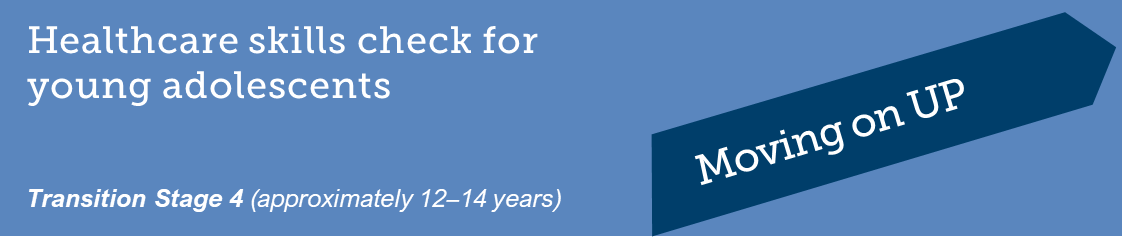 Healthcare skills check for
young adolescents
Moving on UP
Transition Stage 4 (approximately 12–14 years)